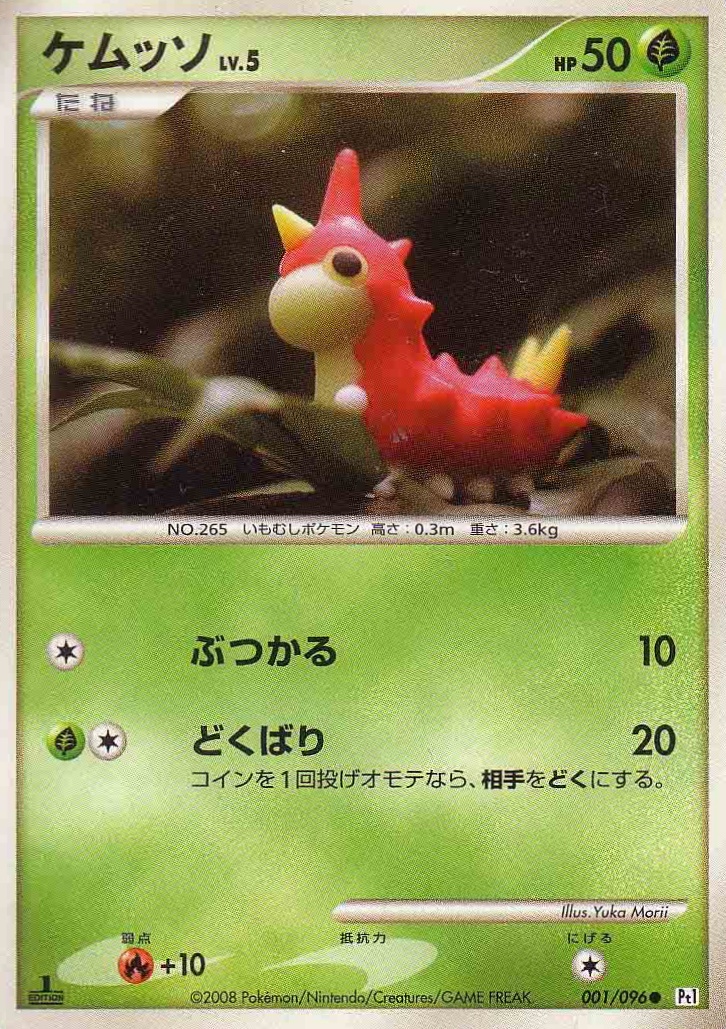 ケムッソ LV.5 HP 50
たね
NO.265 いもむしポケモン 高さ：0.3m 重さ：3.6kg
ぶつかる 10
どくばり 20
コインを1回投げオモテなら、相手をどくにする。
Illus. Yuka Morii
弱点 抵抗力 にげる
+10
1 EDITION ©2008 Pokémon/Nintendo/Creatures/GAME FREAK. 001/096 Pt1